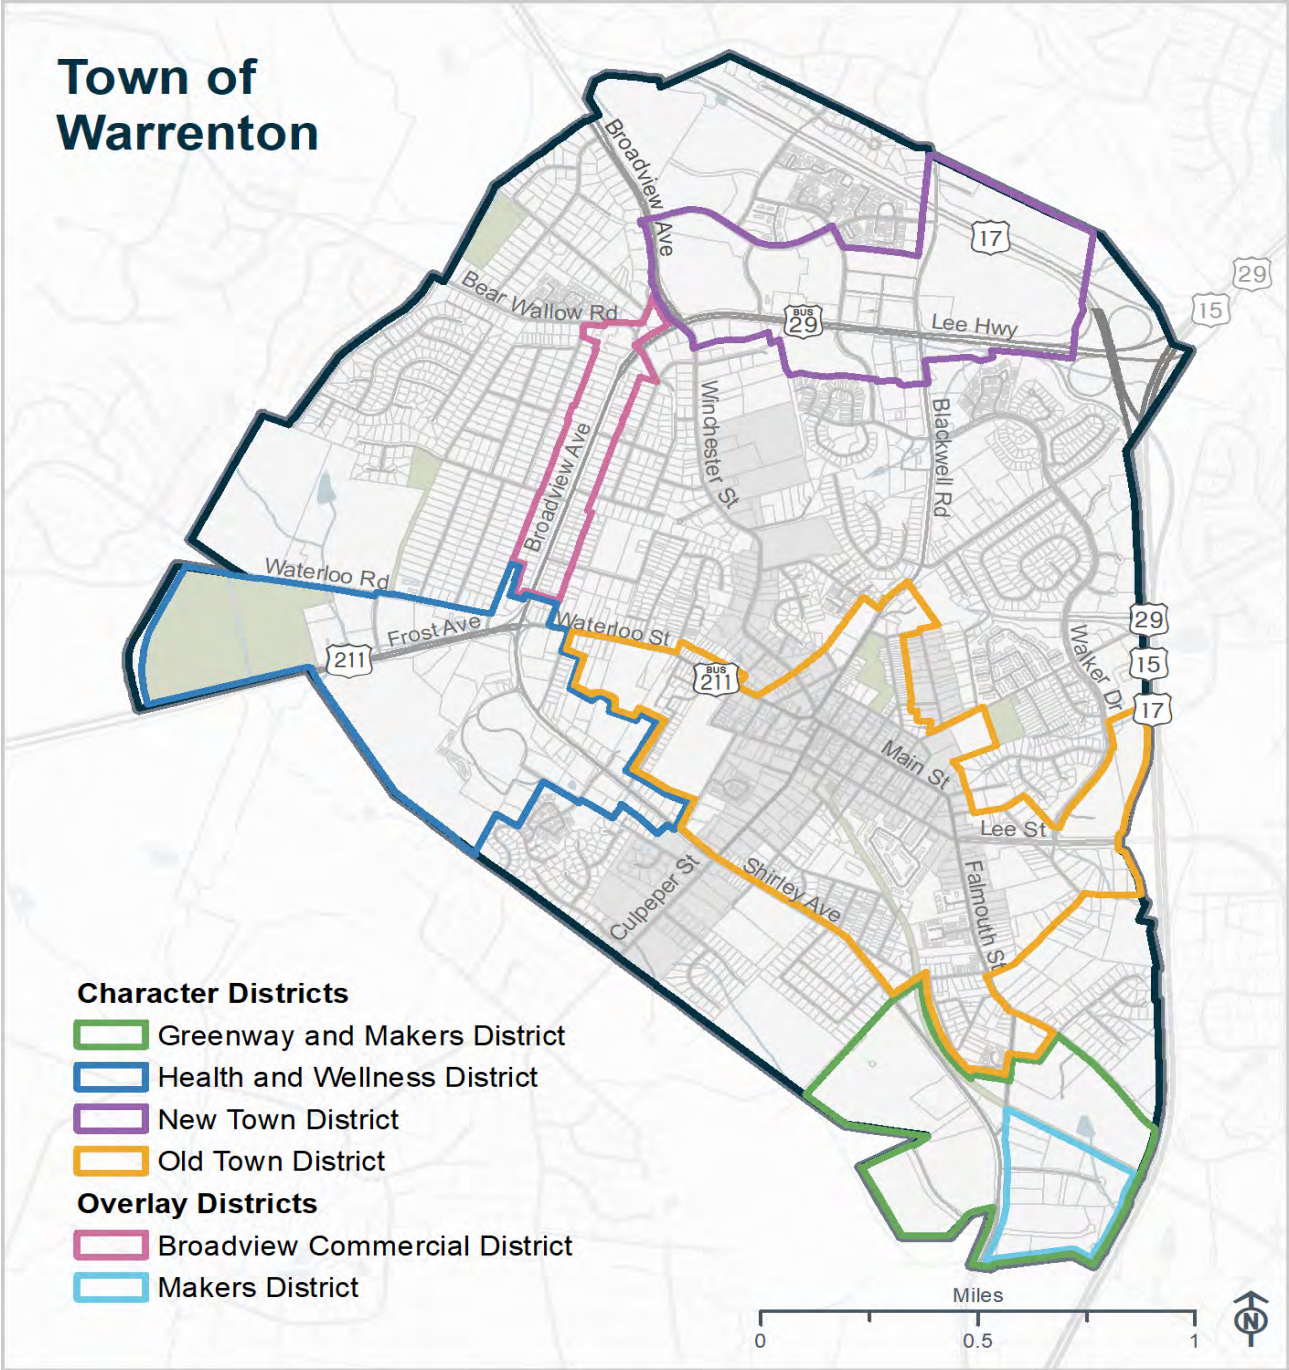 Town of
Warrenton
Broadview Ave
17
29
15
Bear Wallow Rd
BUS
29
Lee Hwy
Winchester St
Blackwell Rd
Broadview Ave
Waterloo Rd
Frost Ave
211
Waterloo St
BUS
211
29
15
17
Walker Dr
Main St
Lee St
Shirley Ave
Culpeper St
Falmouth St
Character Districts
Greenway and Makers District
Health and Wellness District
New Town District
Old Town District
Overlay Districts
Broadview Commercial District
Makers District
Miles
0 0.5 1
N